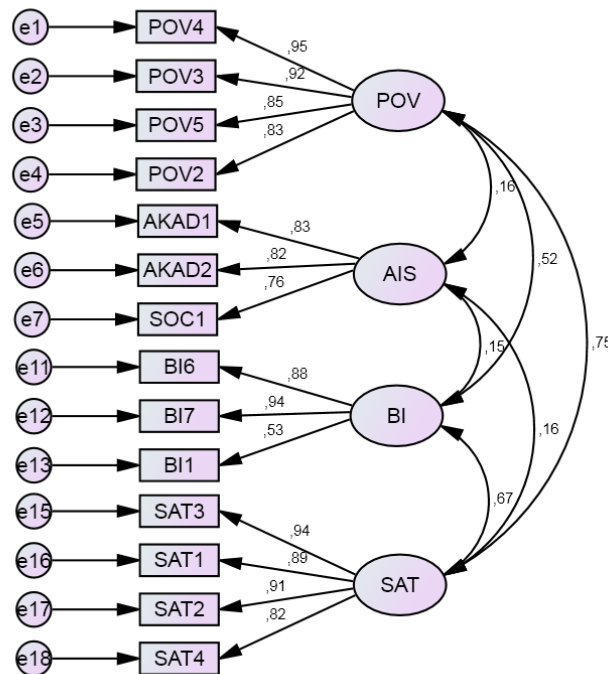 e1 POV4
,95
e2 POV3
,92
POV
e3 POV5
,85
e4 POV2
,83
,16
e5 AKAD1
,83
e6 AKAD2
,82
AIS
,52
e7 SOC1
,76
,75
e11 BI6
,88
,15
e12 BI7
,94
BI
,16
e13 BI1
,53
e15 SAT3
,94
,67
e16 SAT1
,89
SAT
e17 SAT2
,91
e18 SAT4
,82